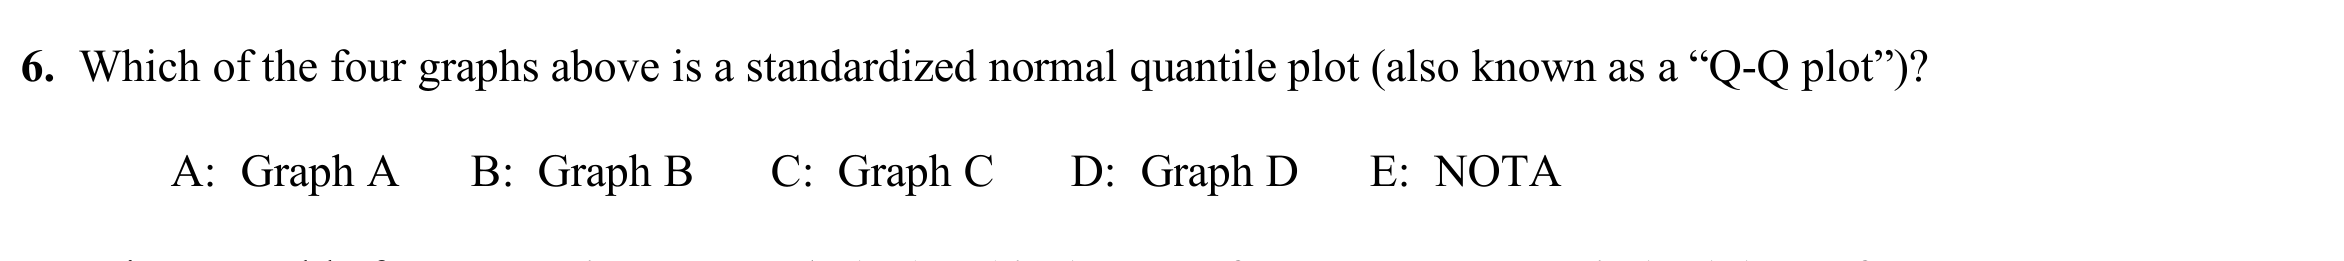 6. Which of the four graphs above is a standardized normal quantile plot (also known as a “Q-Q plot”)?
A: Graph A B: Graph B C: Graph C D: Graph D E: NOTA